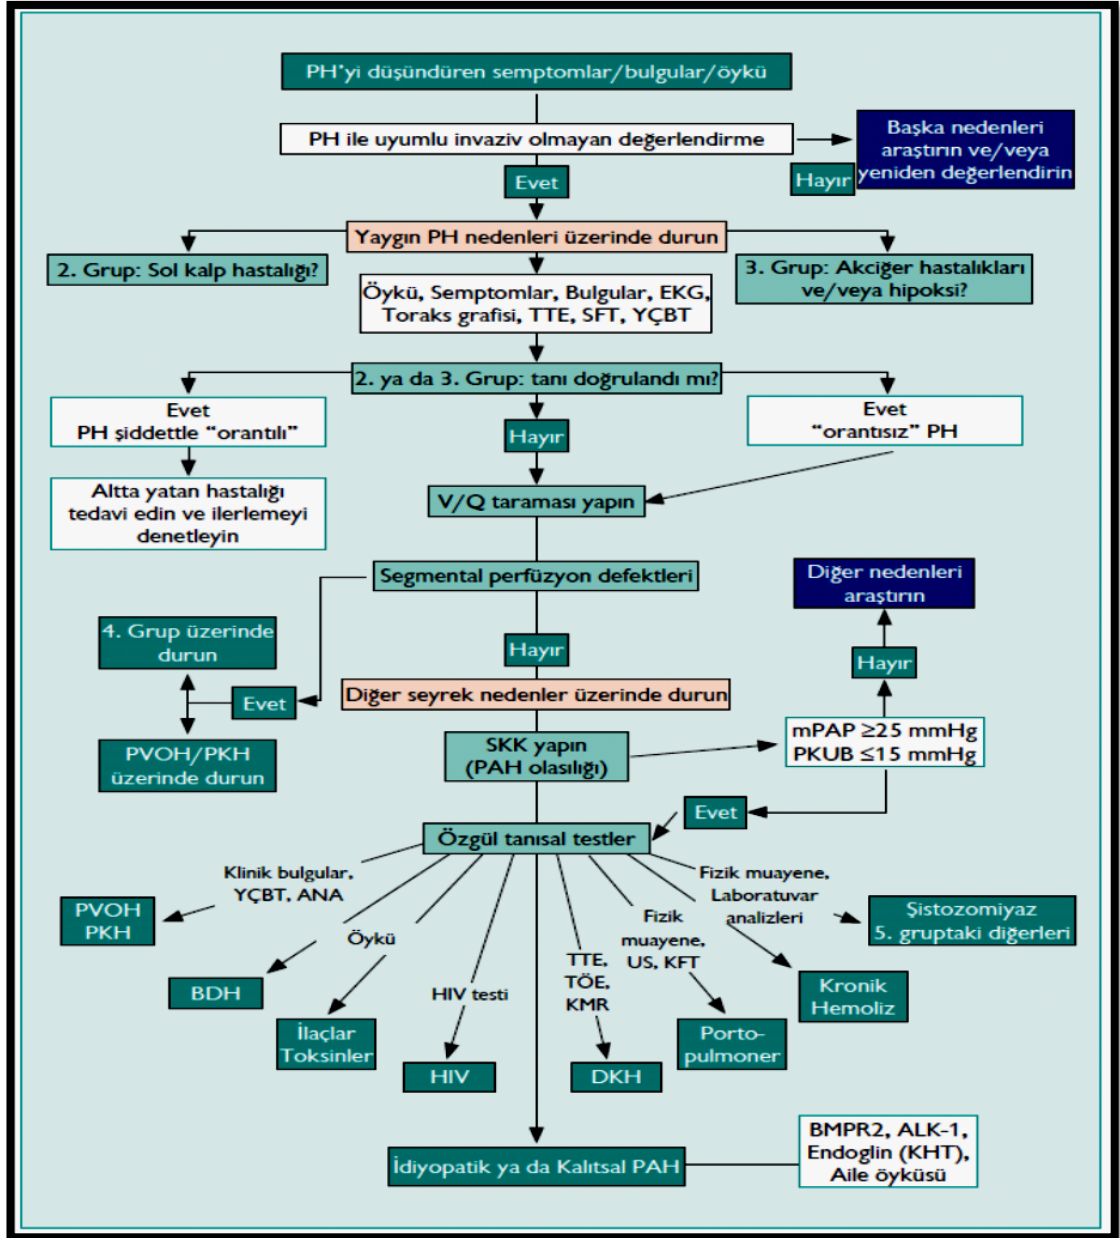 PH'yi düşündüren semptomlar/bulgular/öykü
PH ile uyumlu invaziv olmayan değerlendirme
Başka nedenleri
araştırın ve/veya
yeniden değerlendirin
Hayır
Evet
Yaygın PH nedenleri üzerinde durun
2. Grup: Sol kalp hastalığı?
3. Grup: Akciğer hastalıkları
ve/veya hipoksi?
Öykü, Semptomlar, Bulgular, EKG,
Toraks grafisi, TTE, SFT, YÇBT
2. ya da 3. Grup: tanı doğrulandı mı?
Evet
PH şiddettle “orantılı”
Hayır
Evet
“orantısız” PH
Altta yatan hastalığı
tedavi edin ve ilerlemeyi
denetleyin
V/Q taraması yapın
Segmental perfüzyon defektleri
Diğer nedenleri
araştırın
4. Grup üzerinde
durun
Hayır
Hayır
Evet
Diğer seyrek nedenler üzerinde durun
PVOH/PKH
üzerinde durun
SKK yapın
(PAH olasılığı)
mPAP ≥25 mmHg
PKUB ≤15 mmHg
Evet
Özgül tanısal testler
Klinik bulgular,
YÇBT, ANA
Fizik muayene,
Laboratuvar
analizleri
PVOH
PKH
Öykü
Fizik
muayene,
US, KFT
Şistozomiyaz
5. gruptaki diğerleri
TTE,
TÖE,
KMR
HIV testi
BDH
Kronik
Hemoliz
İlaçlar
Toksinler
Porto-
pulmoner
HIV
DKH
İdiyopatik ya da Kalıtsal PAH
BMPR2, ALK-1,
Endoglin (KHT),
Aile öyküsü